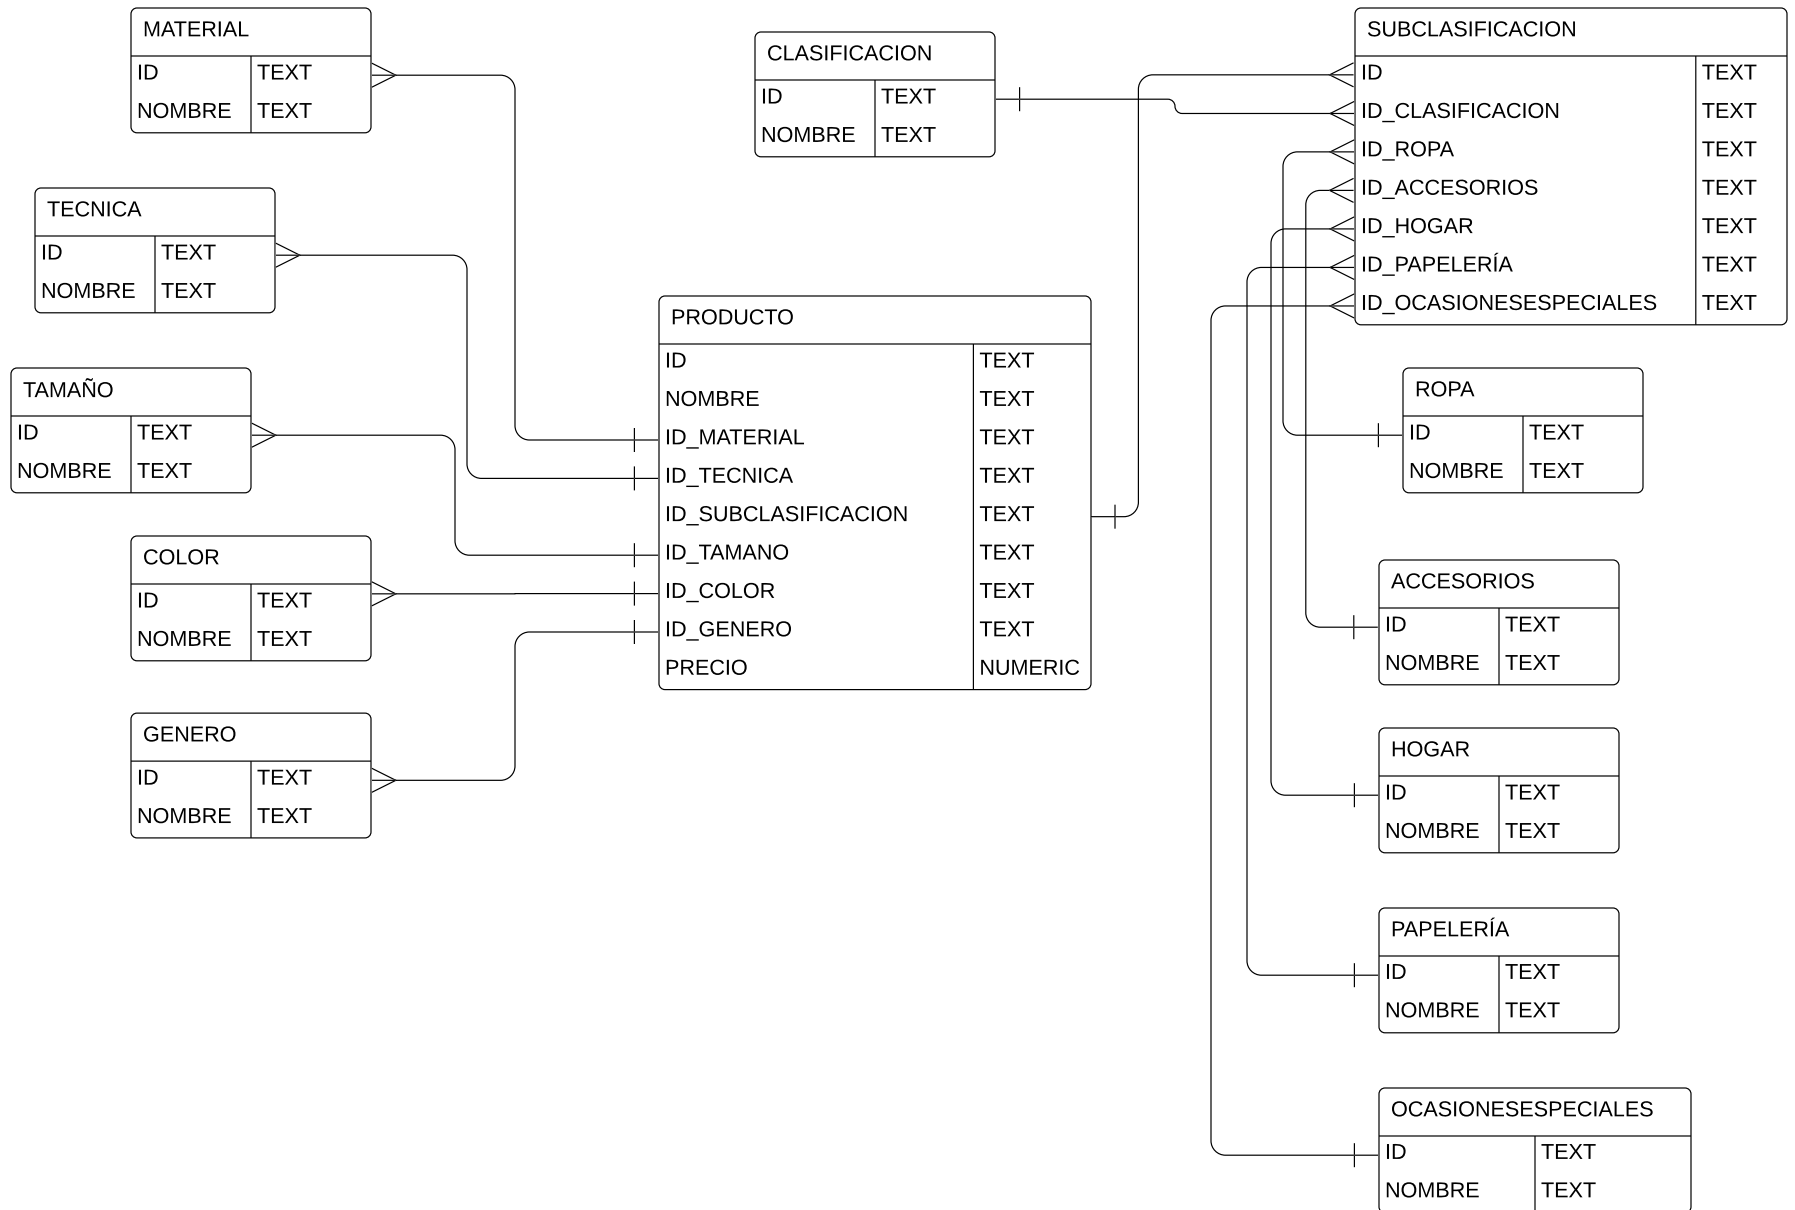 MATERIAL
ID TEXT
NOMBRE TEXT
TECNICA
ID TEXT
NOMBRE TEXT
TAMAÑO
ID TEXT
NOMBRE TEXT
COLOR
ID TEXT
NOMBRE TEXT
GENERO
ID TEXT
NOMBRE TEXT
CLASIFICACION
ID TEXT
NOMBRE TEXT
PRODUCTO
ID TEXT
NOMBRE TEXT
ID_MATERIAL TEXT
ID_TECNICA TEXT
ID_SUBCLASIFICACION TEXT
ID_TAMANO TEXT
ID_COLOR TEXT
ID_GENERO TEXT
PRECIO NUMERIC
SUBCLASIFICACION
ID TEXT
ID_CLASIFICACION TEXT
ID_ROPA TEXT
ID_ACCESORIOS TEXT
ID_HOGAR TEXT
ID_PAPELERÍA TEXT
ID_OCASIONESESPECIALES TEXT
ROPA
ID TEXT
NOMBRE TEXT
ACCESORIOS
ID TEXT
NOMBRE TEXT
HOGAR
ID TEXT
NOMBRE TEXT
PAPELERÍA
ID TEXT
NOMBRE TEXT
OCASIONESESPECIALES
ID TEXT
NOMBRE TEXT